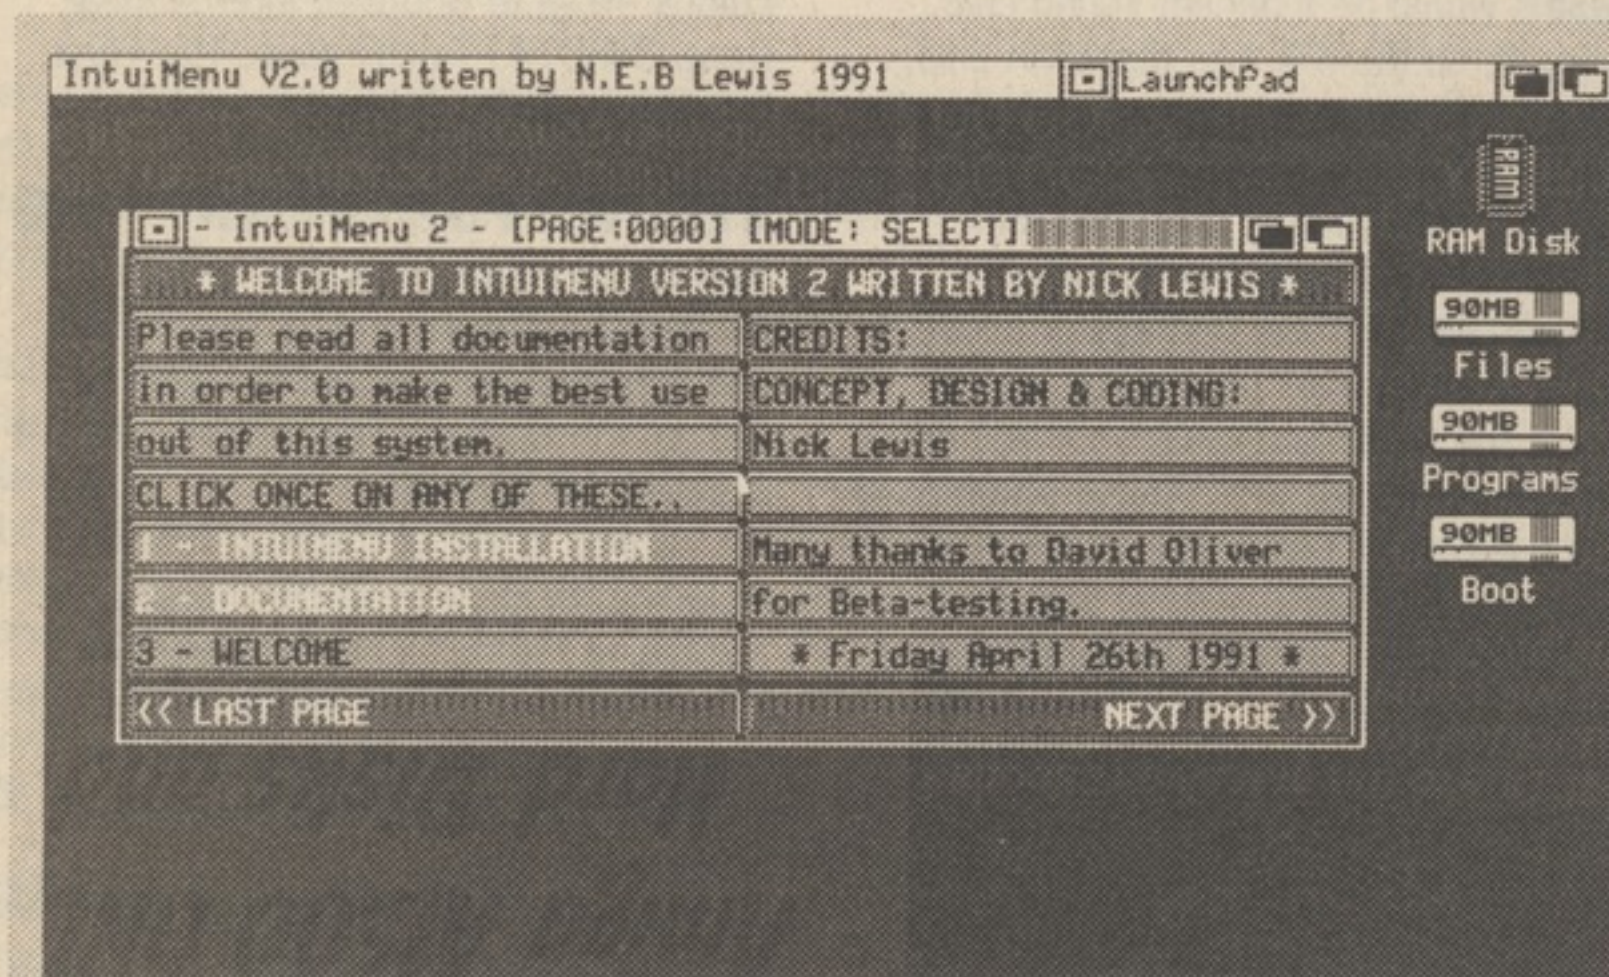 IntuiMenu V2.0 written by N.E.B Lewis 1991
LaunchPad
RAM
RAM Disk
- IntuiMenu 2 - [PAGE:0000] [MODE: SELECT]
* WELCOME TO INTUIMENU VERSION 2 WRITTEN BY NICK LEWIS *
Please read all documentation
in order to make the best use
out of this system.
CLICK ONCE ON ANY OF THESE..
1 - INTUIMENU INSTALLATION
2 - DOCUMENTATION
3 - WELCOME
<< LAST PAGE
CREDITS:
CONCEPT, DESIGN & CODING:
Nick Lewis
Many thanks to David Oliver
for Beta-testing.
* Friday April 26th 1991 *
NEXT PAGE >>
90MB
Files
90MB
Programs
90MB
Boot